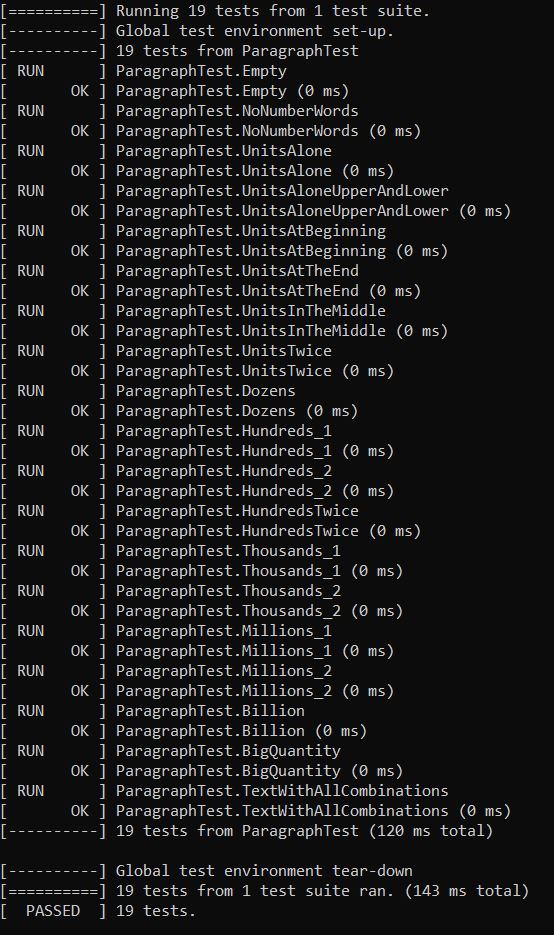 [==========] Running 19 tests from 1 test suite.
[----------] Global test environment set-up.
[----------] 19 tests from ParagraphTest
[ RUN      ] ParagraphTest.Empty
[       OK ] ParagraphTest.Empty (0 ms)
[ RUN      ] ParagraphTest.NoNumberWords
[       OK ] ParagraphTest.NoNumberWords (0 ms)
[ RUN      ] ParagraphTest.UnitsAlone
[       OK ] ParagraphTest.UnitsAlone (0 ms)
[ RUN      ] ParagraphTest.UnitsAloneUpperAndLower
[       OK ] ParagraphTest.UnitsAloneUpperAndLower (0 ms)
[ RUN      ] ParagraphTest.UnitsAtBeginning
[       OK ] ParagraphTest.UnitsAtBeginning (0 ms)
[ RUN      ] ParagraphTest.UnitsAtTheEnd
[       OK ] ParagraphTest.UnitsAtTheEnd (0 ms)
[ RUN      ] ParagraphTest.UnitsInTheMiddle
[       OK ] ParagraphTest.UnitsInTheMiddle (0 ms)
[ RUN      ] ParagraphTest.UnitsTwice
[       OK ] ParagraphTest.UnitsTwice (0 ms)
[ RUN      ] ParagraphTest.Dozens
[       OK ] ParagraphTest.Dozens (0 ms)
[ RUN      ] ParagraphTest.Hundreds_1
[       OK ] ParagraphTest.Hundreds_1 (0 ms)
[ RUN      ] ParagraphTest.Hundreds_2
[       OK ] ParagraphTest.Hundreds_2 (0 ms)
[ RUN      ] ParagraphTest.HundredsTwice
[       OK ] ParagraphTest.HundredsTwice (0 ms)
[ RUN      ] ParagraphTest.Thousands_1
[       OK ] ParagraphTest.Thousands_1 (0 ms)
[ RUN      ] ParagraphTest.Thousands_2
[       OK ] ParagraphTest.Thousands_2 (0 ms)
[ RUN      ] ParagraphTest.Millions_1
[       OK ] ParagraphTest.Millions_1 (0 ms)
[ RUN      ] ParagraphTest.Millions_2
[       OK ] ParagraphTest.Millions_2 (0 ms)
[ RUN      ] ParagraphTest.Billion
[       OK ] ParagraphTest.Billion (0 ms)
[ RUN      ] ParagraphTest.BigQuantity
[       OK ] ParagraphTest.BigQuantity (0 ms)
[ RUN      ] ParagraphTest.TextWithAllCombinations
[       OK ] ParagraphTest.TextWithAllCombinations (0 ms)
[----------] 19 tests from ParagraphTest (120 ms total)

[----------] Global test environment tear-down
[==========] 19 tests from 1 test suite ran. (143 ms total)
[  PASSED  ] 19 tests.